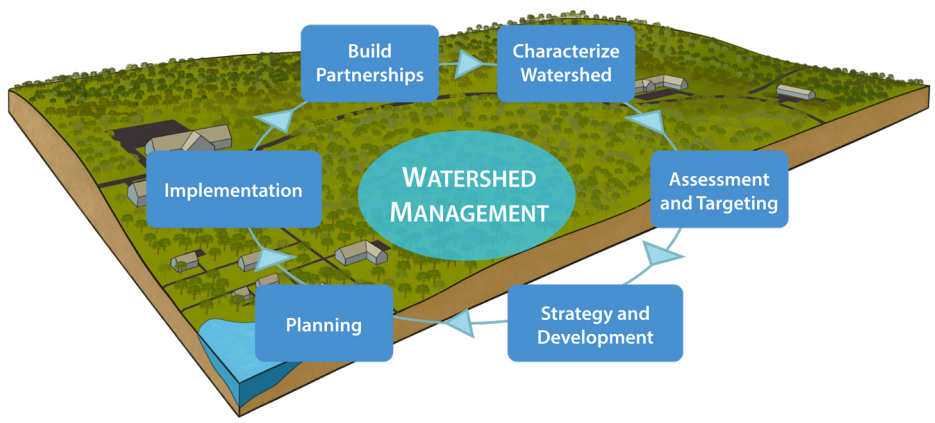 Build
Partnerships
Characterize
Watershed
Assessment
and Targeting
Strategy and
Development
Planning
Implementation
WATERSHED
MANAGEMENT